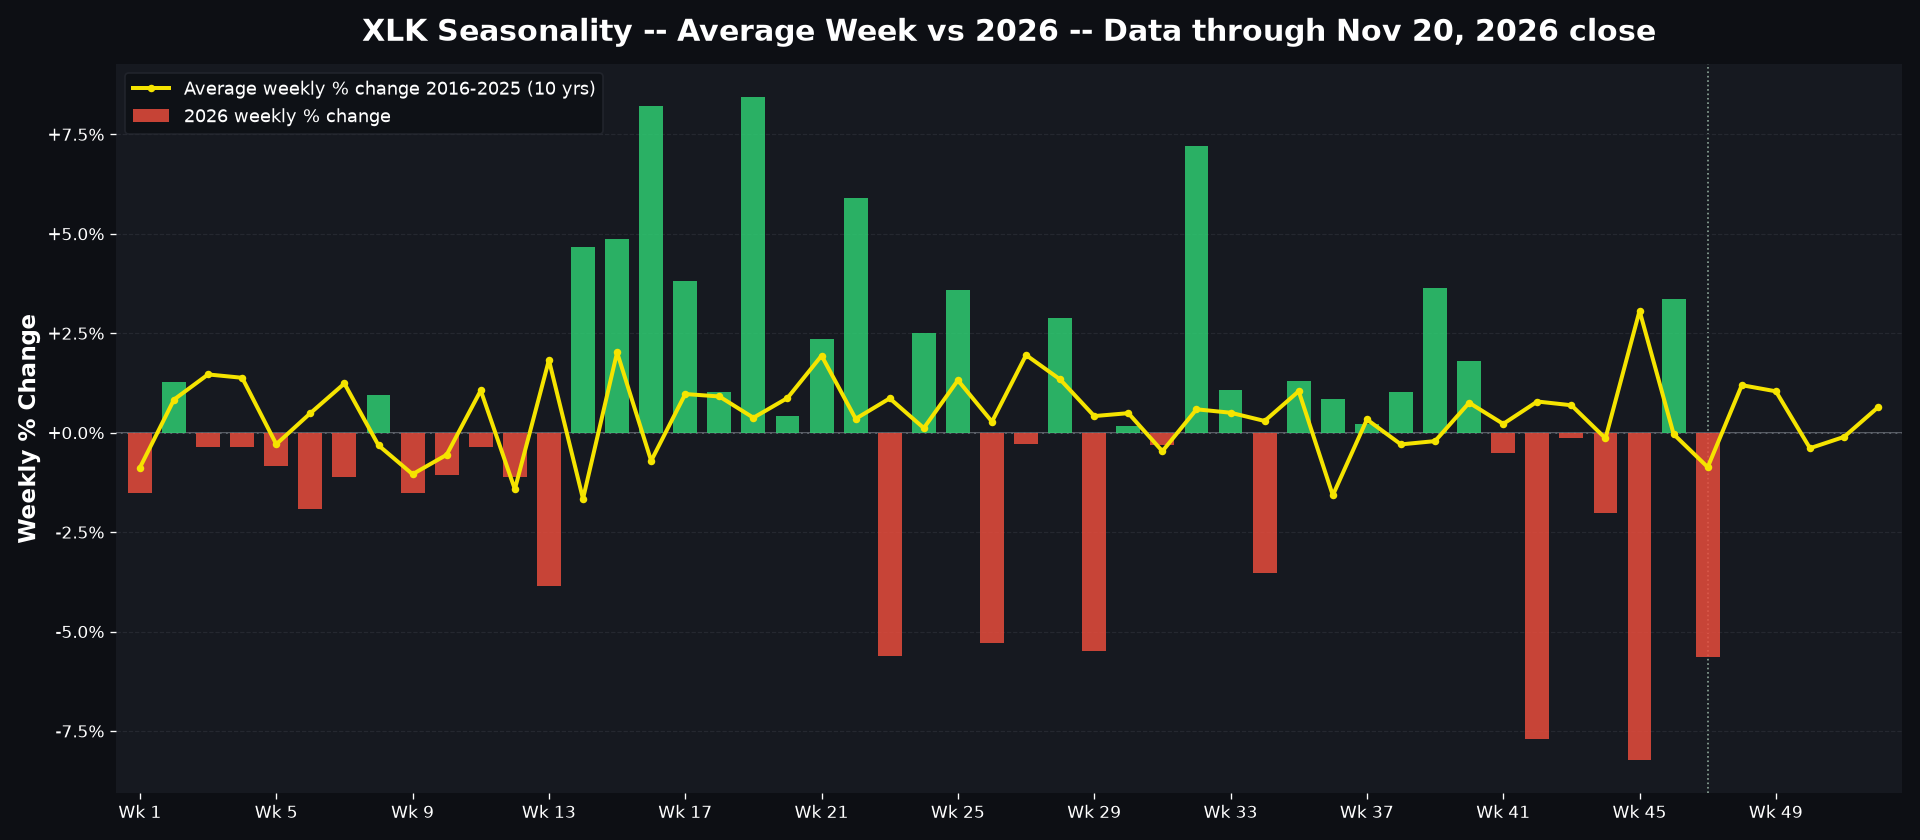 XLK Seasonality -- Average Week vs 2026 -- Data through Nov 20, 2026 close
Average weekly % change 2016-2025 (10 yrs)
2026 weekly % change
Weekly % Change
+7.5%
+5.0%
+2.5%
+0.0%
-2.5%
-5.0%
-7.5%
Wk 1 Wk 5 Wk 9 Wk 13 Wk 17 Wk 21 Wk 25 Wk 29 Wk 33 Wk 37 Wk 41 Wk 45 Wk 49